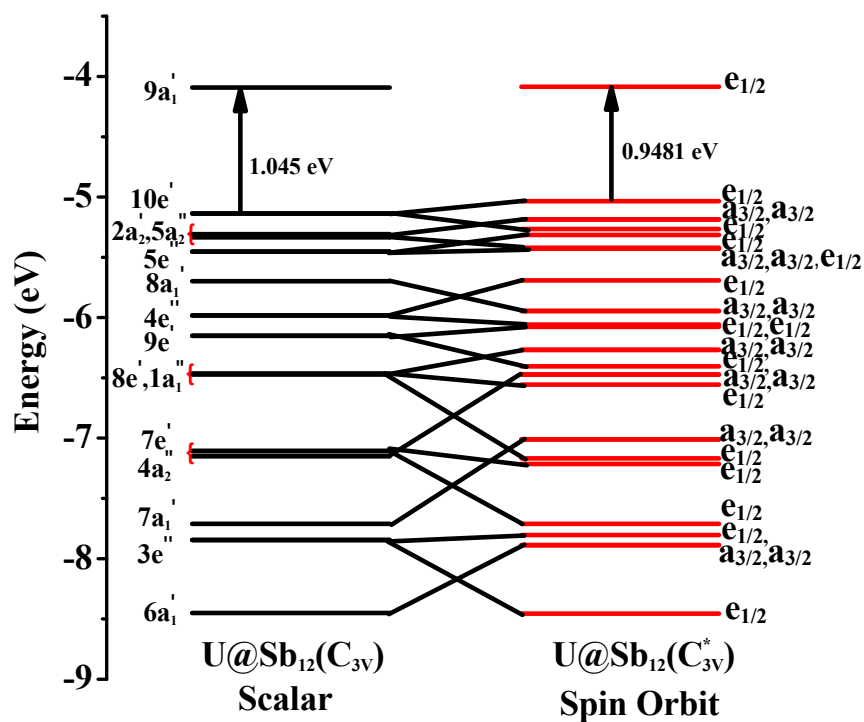 Energy (eV)
-4
-5
-6
-7
-8
-9
9a₁'
10e'
2a₂',5a₂''
5e''
8a₁'
4e''
9e'
8e',1a₁''
7e'
4a₂''
7a₁'
3e''
6a₁'
1.045 eV
0.9481 eV
e₁/₂
e₁/₂
a₃/₂,a₃/₂
e₁/₂
e₁/₂
a₃/₂,a₃/₂,e₁/₂
e₁/₂
a₃/₂,a₃/₂
e₁/₂,e₁/₂
a₃/₂,a₃/₂
e₁/₂,
a₃/₂,a₃/₂
e₁/₂
a₃/₂,a₃/₂
e₁/₂
e₁/₂
e₁/₂
e₁/₂,
a₃/₂,a₃/₂
e₁/₂
U@Sb₁₂(C₃ᵥ)
Scalar
U@Sb₁₂(C₃ᵥ*)
Spin Orbit